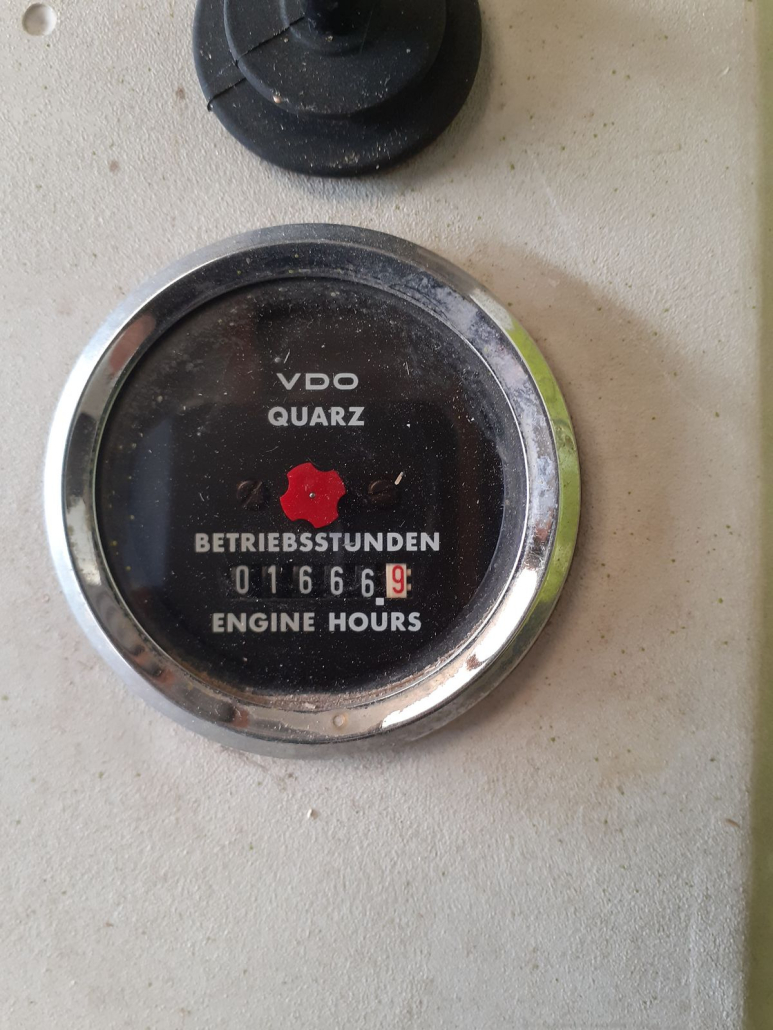 VDO
QUARZ
BETRIEBSSTUNDEN
01666.9
ENGINE HOURS